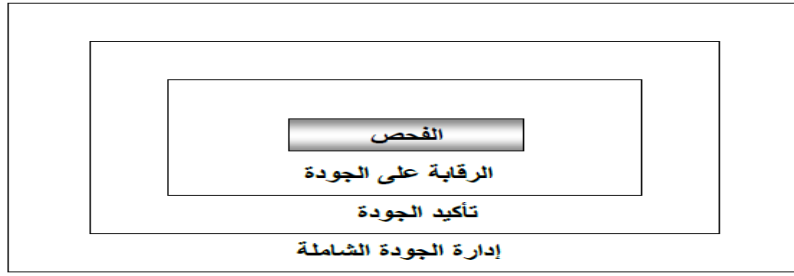 الفحص
الرقابة على الجودة
تأكيد الجودة
إدارة الجودة الشاملة